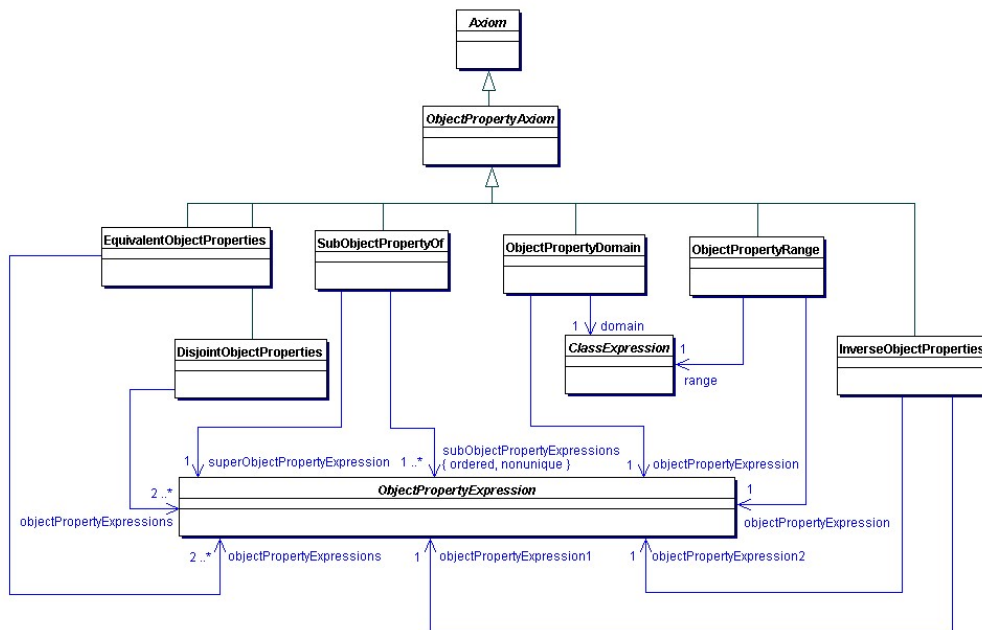 Axiom
ObjectPropertyAxiom
EquivalentObjectProperties
SubObjectPropertyOf
ObjectPropertyDomain
ObjectPropertyRange
1 domain
DisjointObjectProperties
ClassExpression
1
range
InverseObjectProperties
1 superObjectPropertyExpression
1 ..* subObjectPropertyExpressions
{ ordered, nonunique }
1 objectPropertyExpression
2 ..*
objectPropertyExpressions
ObjectPropertyExpression
1
objectPropertyExpression
2 ..* objectPropertyExpressions
1 objectPropertyExpression1
1 objectPropertyExpression2